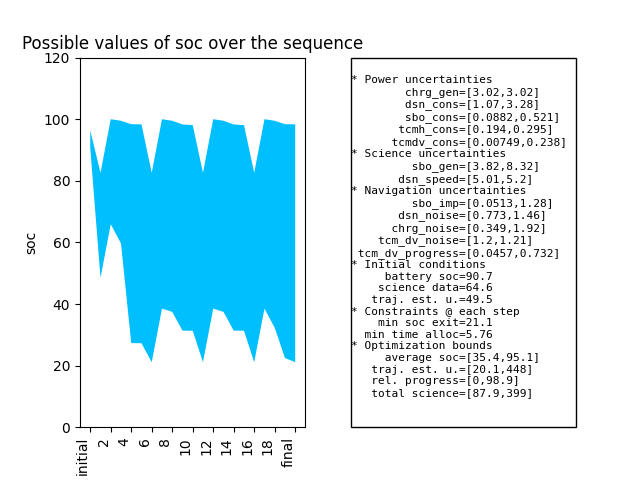 Possible values of soc over the sequence
120
100
80
60
40
20
0
soc
initial
2
4
6
8
10
12
14
16
18
final
* Power uncertainties
chrg_gen=[3.02,3.02]
dsn_cons=[1.07,3.28]
sbo_cons=[0.0882,0.521]
tcmh_cons=[0.194,0.295]
tcmdv_cons=[0.00749,0.238]
* Science uncertainties
sbo_gen=[3.82,8.32]
dsn_speed=[5.01,5.2]
* Navigation uncertainties
sbo_imp=[0.0513,1.28]
dsn_noise=[0.773,1.46]
chrg_noise=[0.349,1.92]
tcm_dv_noise=[1.2,1.21]
tcm_dv_progress=[0.0457,0.732]
* Initial conditions
battery soc=90.7
science data=64.6
traj. est. u.=49.5
* Constraints @ each step
min soc exit=21.1
min time alloc=5.76
* Optimization bounds
average soc=[35.4,95.1]
traj. est. u.=[20.1,448]
rel. progress=[0,98.9]
total science=[87.9,399]